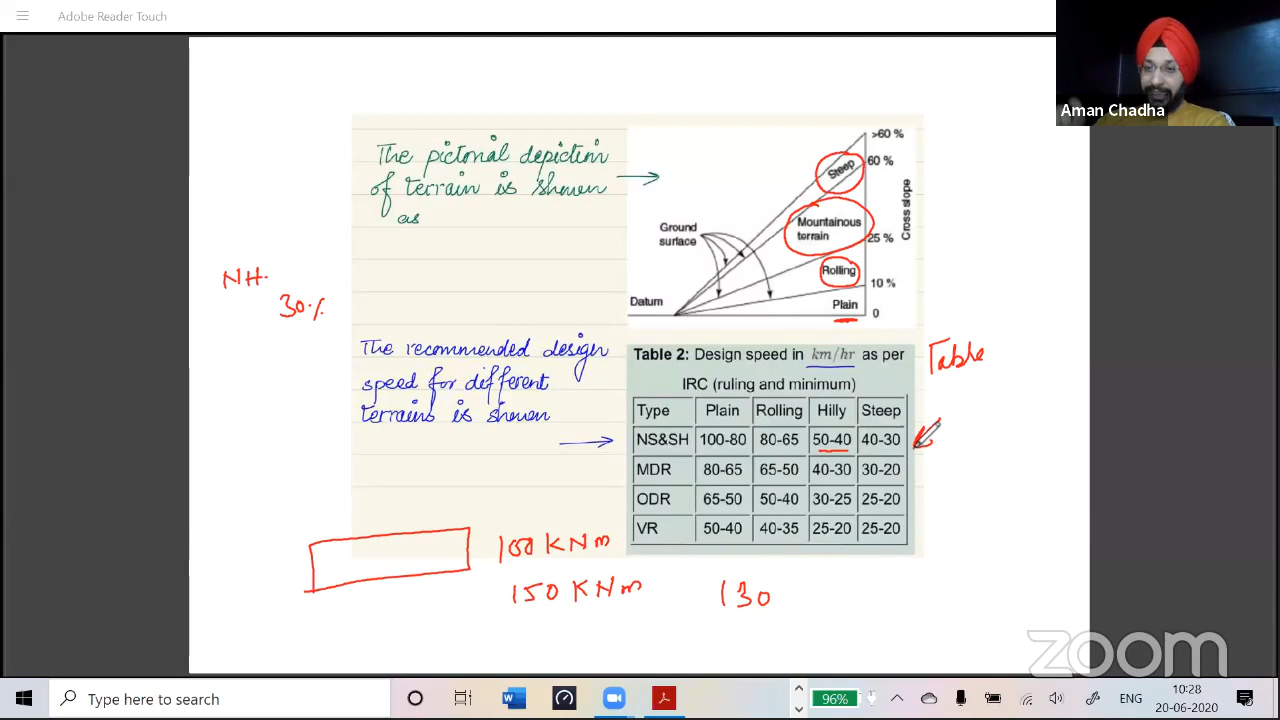 Adobe Reader Touch
Aman Chadha
The pictorial depiction
of terrain is shown
as
>60 %
60 %
Steep
Cross slope
Mountainous
terrain
25 %
Ground
surface
Rolling
10 %
Datum
Plain
0
NH.
30%
The recommended design
speed for different
terrains is shown
Table 2: Design speed in km/hr as per
IRC (ruling and minimum)
Table
Type Plain Rolling Hilly Steep
NS&SH 100-80 80-65 50-40 40-30
MDR 80-65 65-50 40-30 30-20
ODR 65-50 50-40 30-25 25-20
VR 50-40 40-35 25-20 25-20
100 KNm
150 KNm 130
zoom
Type here to search
96%
ENG
10:28
20-06-2020